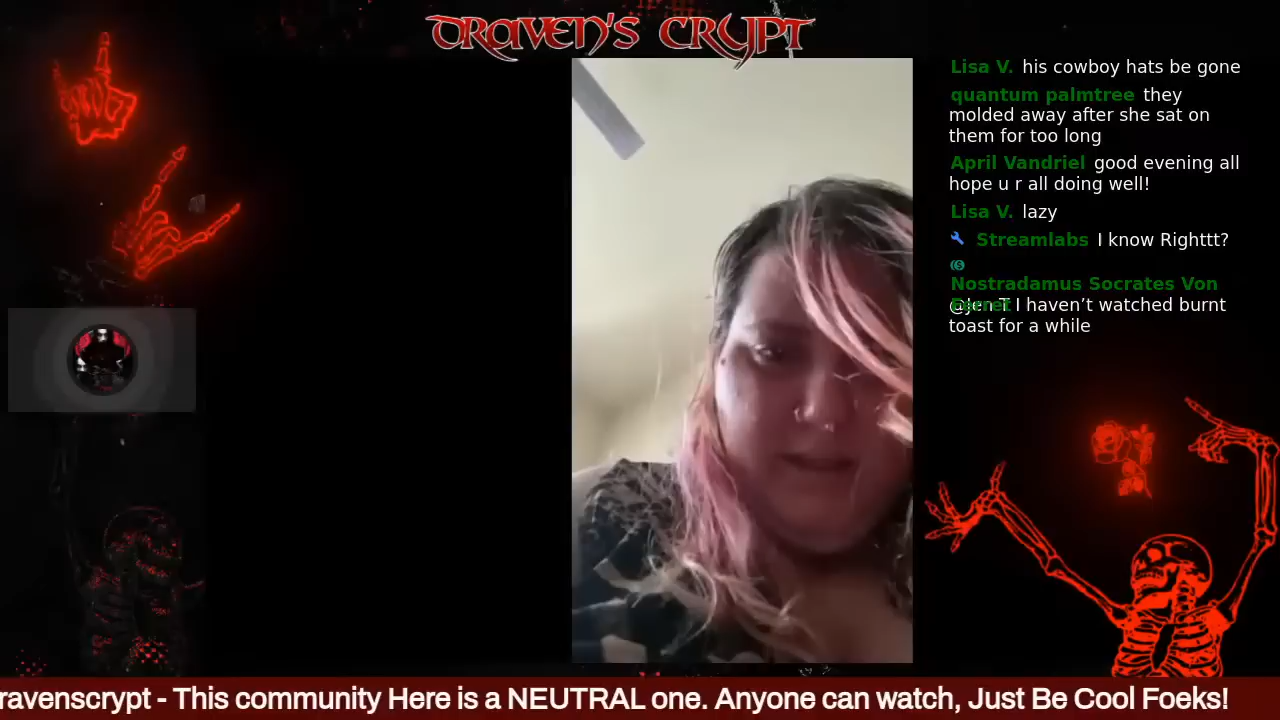 DRAVEN'S CRYPT
Lisa V. his cowboy hats be gone
quantum palmtree they
molded away after she sat on
them for too long
April Vandriel good evening all
hope u r all doing well!
Lisa V. lazy
Streamlabs I know Righttt?
Nostradamus Socrates Von
Ferret @Jen T I haven’t watched burnt
toast for a while
ravenscrypt - This community Here is a NEUTRAL one. Anyone can watch, Just Be Cool Foeks!